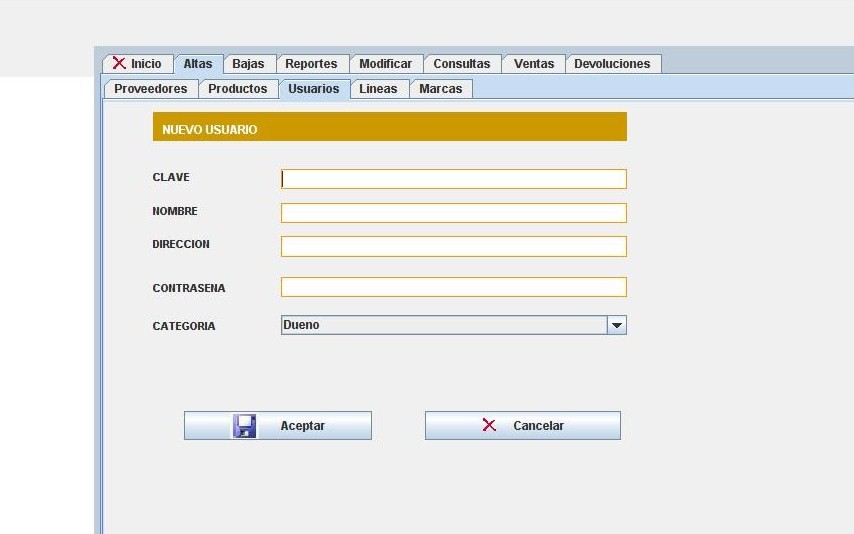 Inicio Altas Bajas Reportes Modificar Consultas Ventas Devoluciones
Proveedores Productos Usuarios Lineas Marcas
NUEVO USUARIO
CLAVE
NOMBRE
DIRECCION
CONTRASENA
CATEGORIA Dueno
Aceptar Cancelar